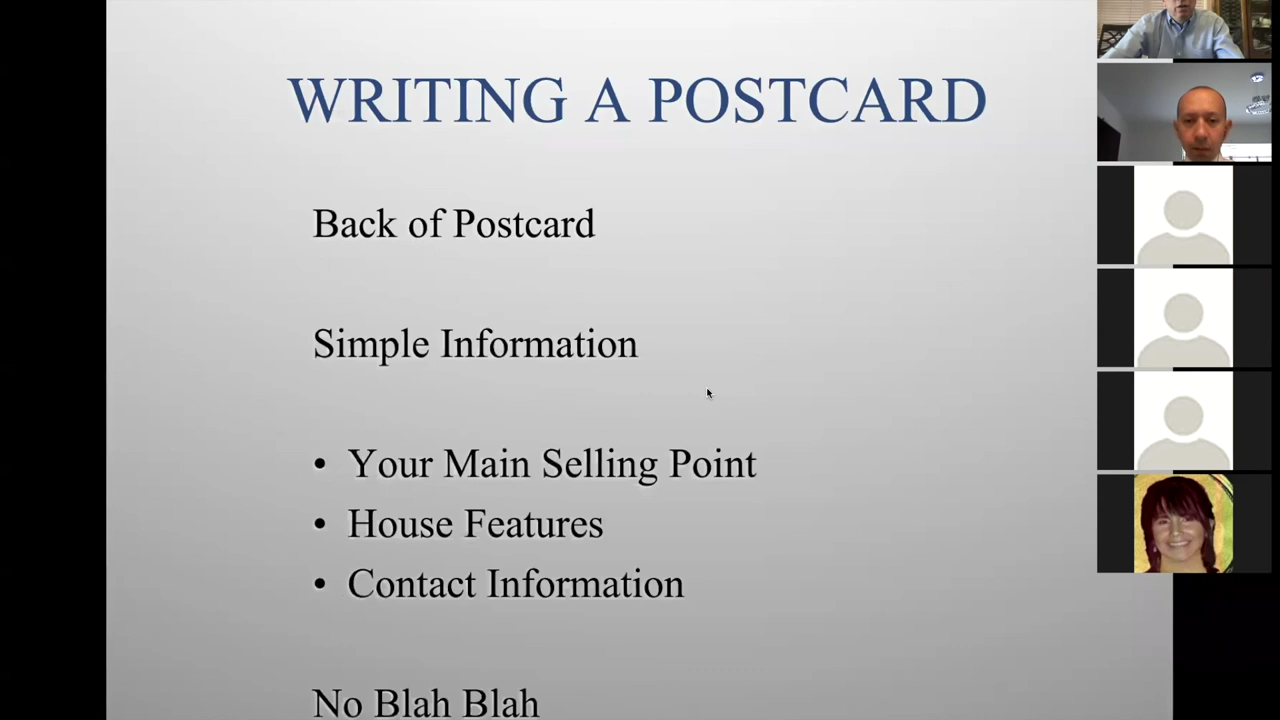 WRITING A POSTCARD
Back of Postcard
Simple Information
• Your Main Selling Point
• House Features
• Contact Information
No Blah Blah